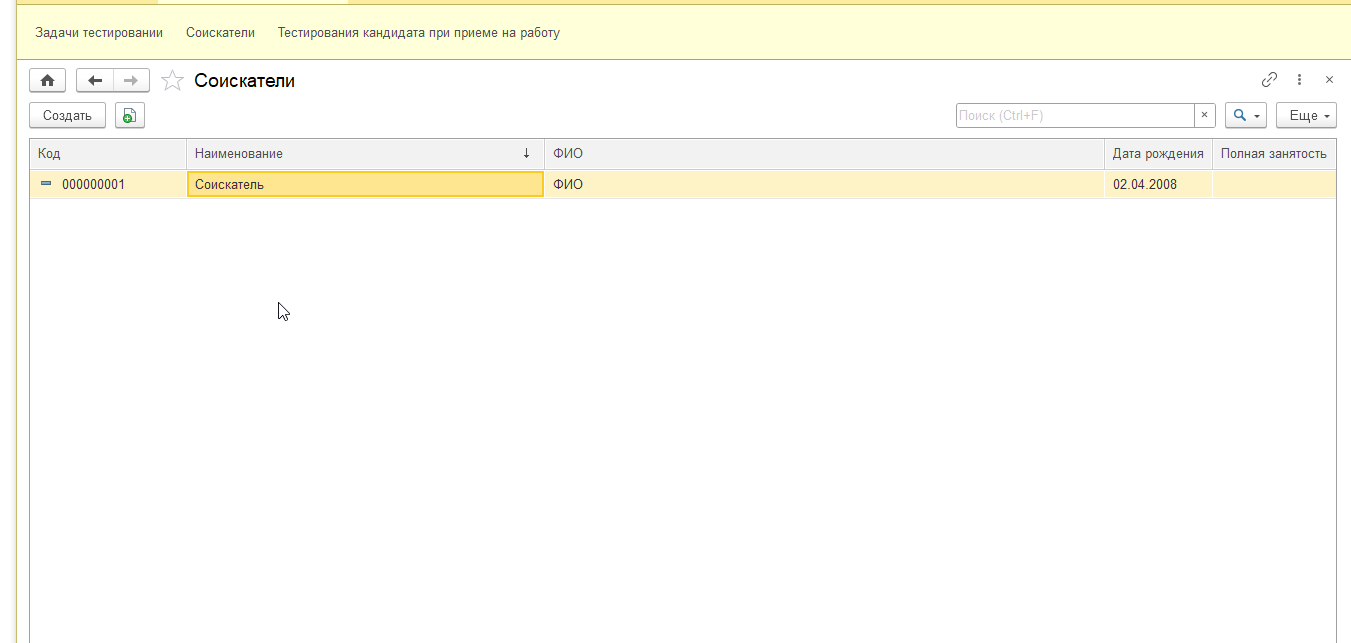 Задачи тестировании Соискатели Тестирования кандидата при приеме на работу
Соискатели
Создать Поиск (Ctrl+F) × Еще
Код Наименование ↓ ФИО Дата рождения Полная занятость
000000001 Соискатель ФИО 02.04.2008